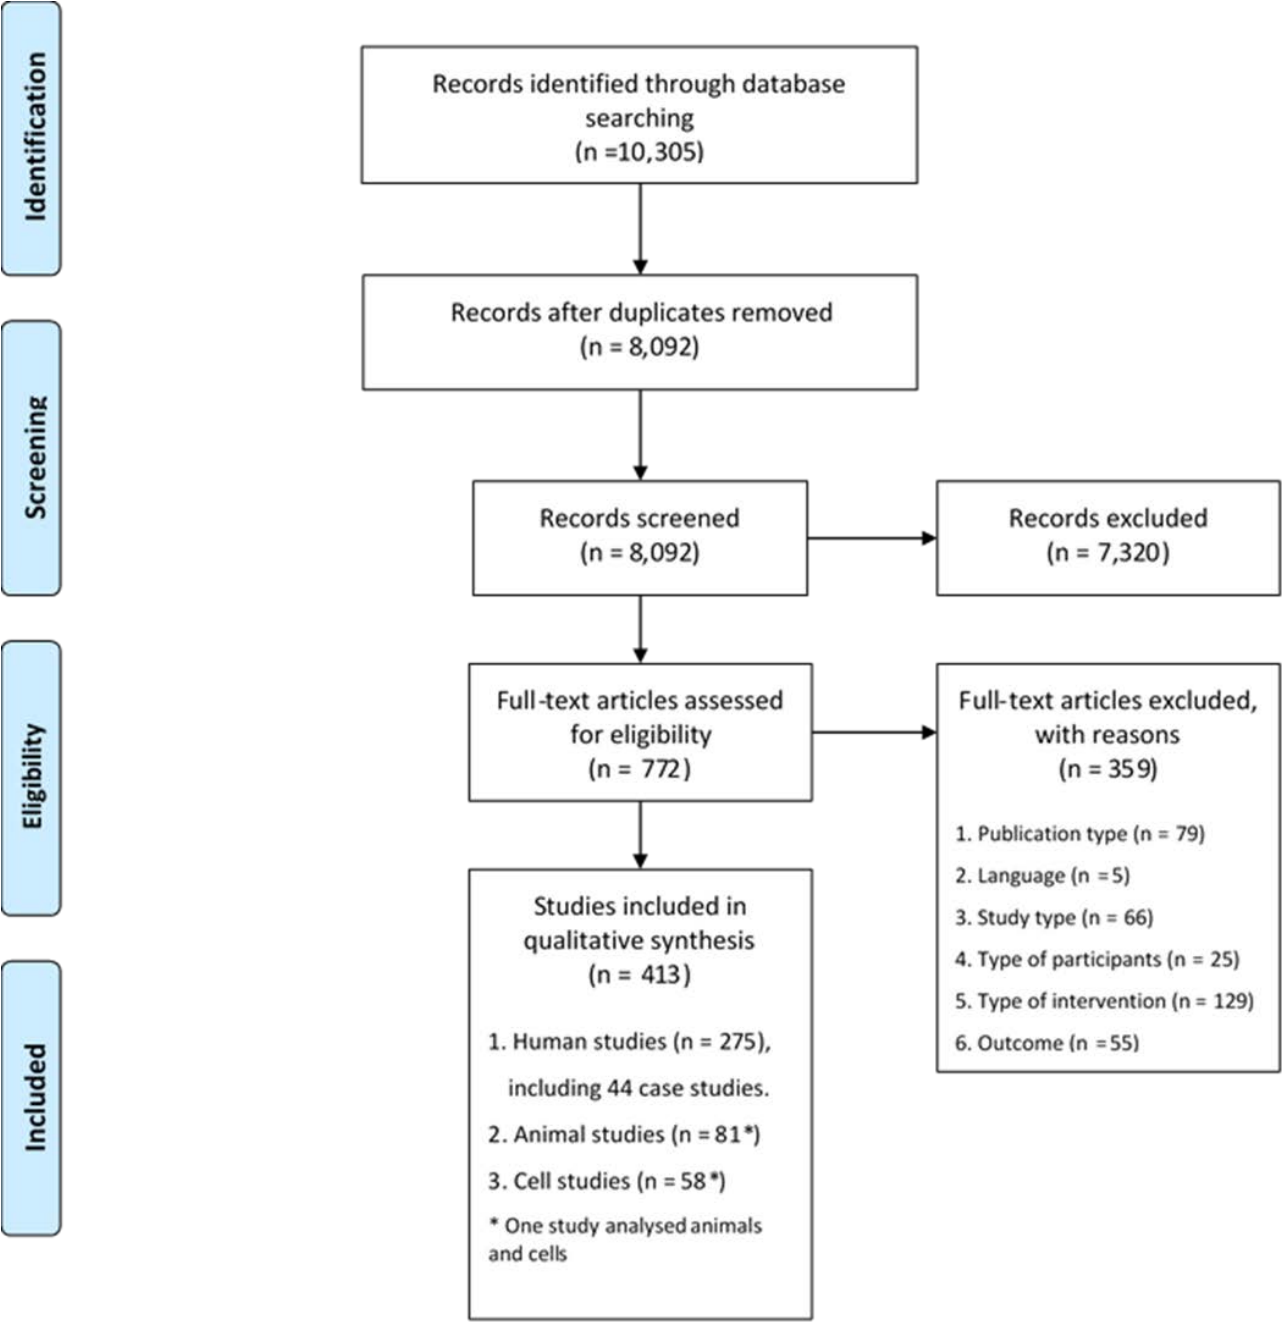 Identification
Records identified through database
searching
(n =10,305)
Records after duplicates removed
(n = 8,092)
Screening
Records screened
(n = 8,092)
Records excluded
(n = 7,320)
Eligibility
Full-text articles assessed
for eligibility
(n = 772)
Full-text articles excluded,
with reasons
(n = 359)
1. Publication type (n = 79)
2. Language (n =5)
3. Study type (n = 66)
4. Type of participants (n = 25)
5. Type of intervention (n = 129)
6. Outcome (n =55)
Included
Studies included in
qualitative synthesis
(n = 413)
1. Human studies (n = 275),
including 44 case studies.
2. Animal studies (n =81*)
3. Cell studies (n =58*)
* One study analysed animals
and cells